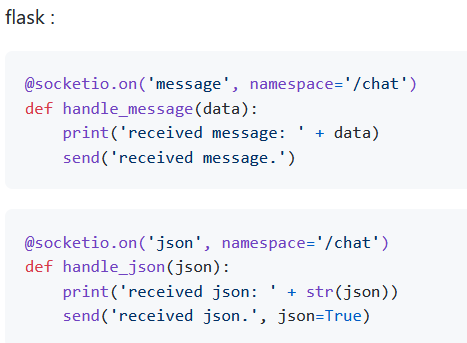 flask :
@socketio.on('message', namespace='/chat')
def handle_message(data):
    print('received message: ' + data)
    send('received message.')
@socketio.on('json', namespace='/chat')
def handle_json(json):
    print('received json: ' + str(json))
    send('received json.', json=True)